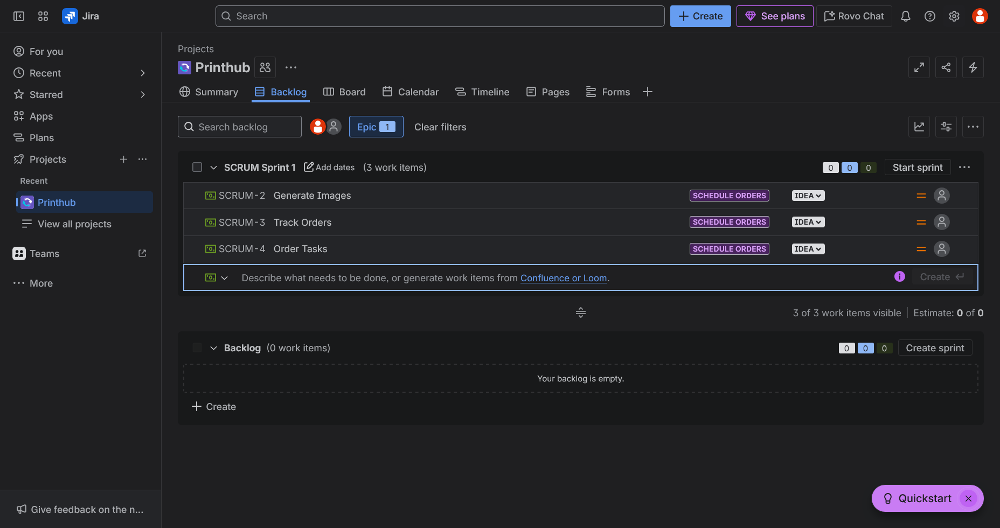 Jira
Search
Create
See plans
Rovo Chat
For you
Recent
Starred
Apps
Plans
Projects
Recent
Printhub
View all projects
Teams
More
Give feedback on the n...
Projects
Printhub
Summary
Backlog
Board
Calendar
Timeline
Pages
Forms
Search backlog
Epic 1
Clear filters
SCRUM Sprint 1 Add dates (3 work items) 0 0 0 Start sprint
SCRUM-2 Generate Images SCHEDULE ORDERS IDEA
SCRUM-3 Track Orders SCHEDULE ORDERS IDEA
SCRUM-4 Order Tasks SCHEDULE ORDERS IDEA
Describe what needs to be done, or generate work items from Confluence or Loom. Create
3 of 3 work items visible Estimate: 0 of 0
Backlog (0 work items) 0 0 0 Create sprint
Your backlog is empty.
Create
Quickstart